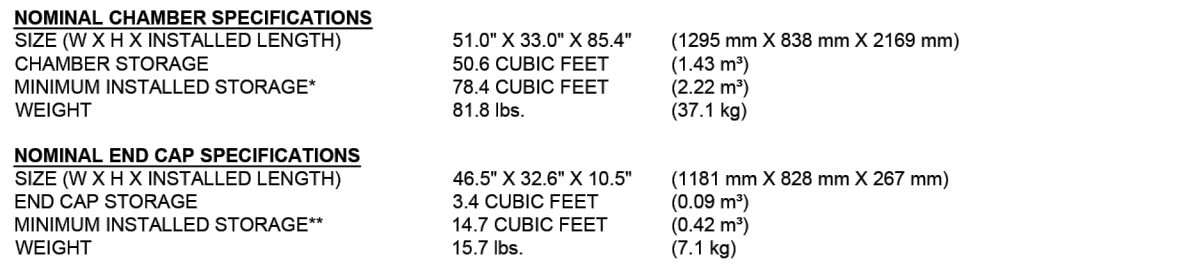 NOMINAL CHAMBER SPECIFICATIONS
SIZE (W X H X INSTALLED LENGTH) 51.0" X 33.0" X 85.4" (1295 mm X 838 mm X 2169 mm)
CHAMBER STORAGE 50.6 CUBIC FEET (1.43 m³)
MINIMUM INSTALLED STORAGE* 78.4 CUBIC FEET (2.22 m³)
WEIGHT 81.8 lbs. (37.1 kg)
NOMINAL END CAP SPECIFICATIONS
SIZE (W X H X INSTALLED LENGTH) 46.5" X 32.6" X 10.5" (1181 mm X 828 mm X 267 mm)
END CAP STORAGE 3.4 CUBIC FEET (0.09 m³)
MINIMUM INSTALLED STORAGE** 14.7 CUBIC FEET (0.42 m³)
WEIGHT 15.7 lbs. (7.1 kg)